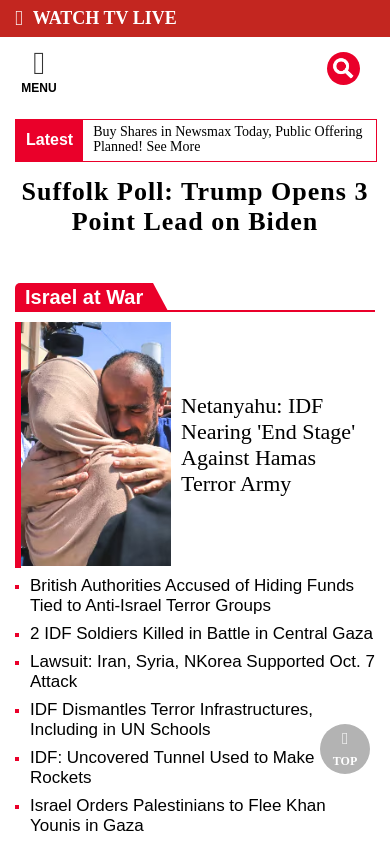 WATCH TV LIVE
MENU
Latest
Buy Shares in Newsmax Today, Public Offering
Planned! See More
Suffolk Poll: Trump Opens 3
Point Lead on Biden
Israel at War
Netanyahu: IDF
Nearing 'End Stage'
Against Hamas
Terror Army
British Authorities Accused of Hiding Funds
Tied to Anti-Israel Terror Groups
2 IDF Soldiers Killed in Battle in Central Gaza
Lawsuit: Iran, Syria, NKorea Supported Oct. 7
Attack
IDF Dismantles Terror Infrastructures,
Including in UN Schools
IDF: Uncovered Tunnel Used to Make
Rockets
TOP
Israel Orders Palestinians to Flee Khan
Younis in Gaza